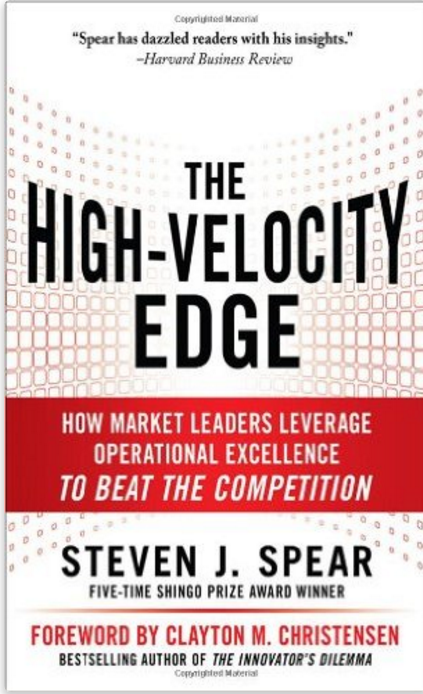 Copyrighted Material
“Spear has dazzled readers with his insights.”
–Harvard Business Review
THE
HIGH-VELOCITY
EDGE
HOW MARKET LEADERS LEVERAGE
OPERATIONAL EXCELLENCE
TO BEAT THE COMPETITION
STEVEN J. SPEAR
FIVE-TIME SHINGO PRIZE AWARD WINNER
FOREWORD BY CLAYTON M. CHRISTENSEN
BESTSELLING AUTHOR OF THE INNOVATOR'S DILEMMA
Copyrighted Material